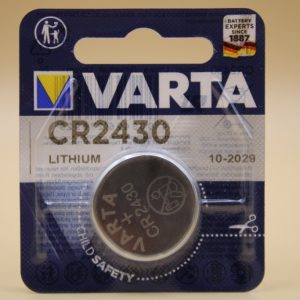 BATTERY
EXPERTS
SINCE
1887
VARTA
CR2430
LITHIUM
10-2029
VARTA
CR2430
+
CHILD SAFETY